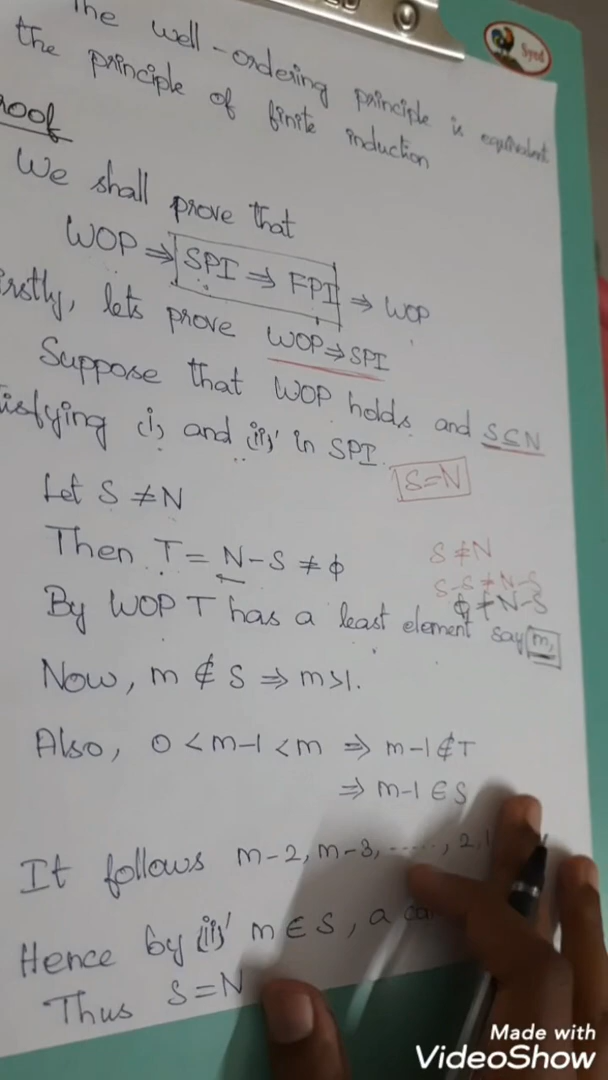 The well-ordering principle is equivalent
the principle of finite induction
roof
We shall prove that
WOP ⇒ SPI ⇒ FPI ⇒ WOP
irstly, lets prove WOP⇒SPI
Suppose that WOP holds and S⊆N
tisfying (i) and (ii)' in SPI.
S=N
Let S ≠ N
Then T = N-S ≠ φ
S ≠ N
S-S ≠ N-S
φ ≠ N-S
By WOP T has a least element say m,
Now, m ∉ S ⇒ m>1.
Also, 0 < m-1 < m ⇒ m-1 ∉ T
⇒ m-1 ∈ S
It follows m-2, m-3, ....., 2,1
Hence by (ii)' m ∈ S, a
Thus S=N
Syed
Made with
VideoShow